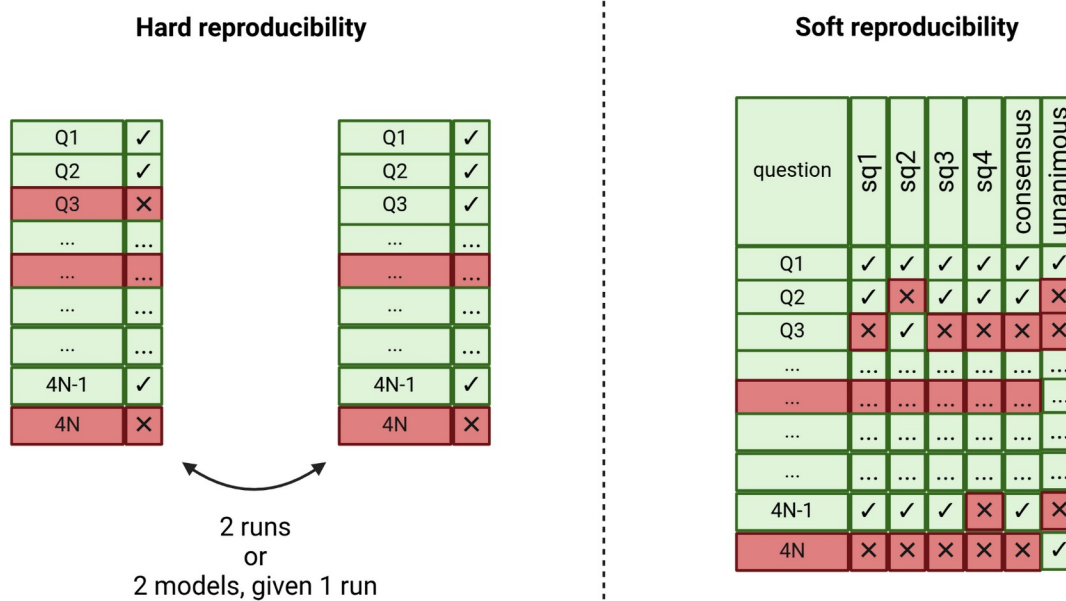 Hard reproducibility
Q1 ✓
Q2 ✓
Q3 ✕
... ...
... ...
... ...
... ...
4N-1 ✓
4N ✕
Q1 ✓
Q2 ✓
Q3 ✓
... ...
... ...
... ...
... ...
4N-1 ✓
4N ✕
2 runs
or
2 models, given 1 run
Soft reproducibility
question sq1 sq2 sq3 sq4 consensus unanimous
Q1 ✓ ✓ ✓ ✓ ✓ ✓
Q2 ✓ ✕ ✓ ✓ ✓ ✕
Q3 ✕ ✓ ✕ ✕ ✕ ✕
... ... ... ... ... ... ...
... ... ... ... ... ... ...
... ... ... ... ... ... ...
... ... ... ... ... ... ...
4N-1 ✓ ✓ ✓ ✕ ✓ ✕
4N ✕ ✕ ✕ ✕ ✕ ✓